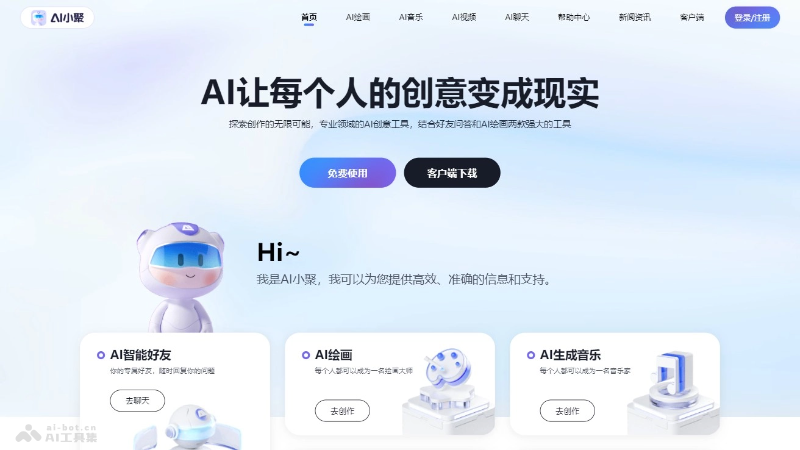 AI小聚
首页 AI绘画 AI音乐 AI视频 AI聊天 帮助中心 新闻资讯 客户端 登录/注册
AI让每个人的创意变成现实
探索创作的无限可能，专业领域的AI创意工具，结合好友问答和AI绘画两款强大的工具
免费使用 客户端下载
Hi~
我是AI小聚，我可以为您提供高效、准确的信息和支持。
AI智能好友 AI绘画 AI生成音乐
你的专属好友，随时回复你的问题 每个人都可以成为一名绘画大师 每个人都可以成为一名音乐家
去聊天 去创作 去创作
ai-bot.cn
AI工具集